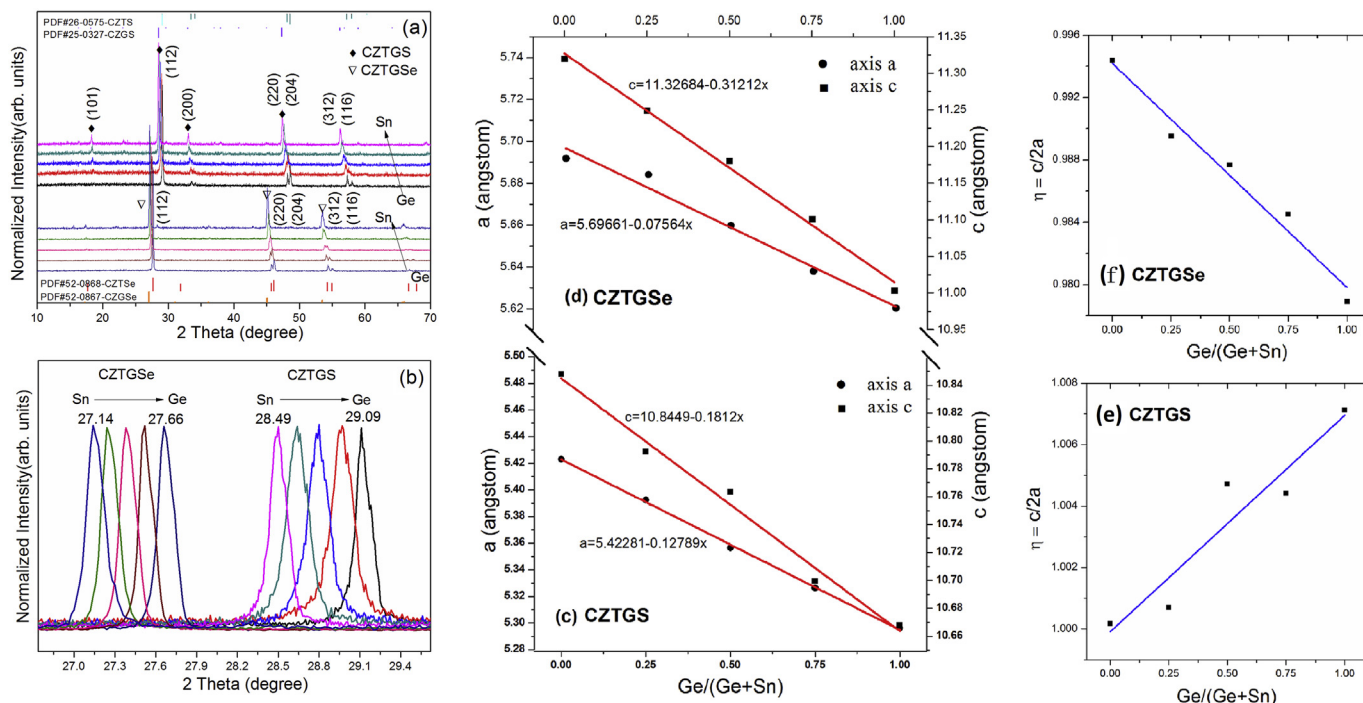 PDF#26-0575-CZTS
PDF#25-0327-CZGS
(a)
CZTGS
CZTGSe
(112)
(101)
(200)
(220)
(204)
(312)
(116)
Sn
Ge
(112)
(220)
(204)
(312)
(116)
Sn
Ge
PDF#52-0868-CZTSe
PDF#52-0867-CZGSe
Normalized Intensity(arb. units)
10 20 30 40 50 60 70
2 Theta (degree)
(b)
CZTGSe
CZTGS
Sn Ge
27.14 27.66
Sn Ge
28.49 29.09
Normalized Intensity(arb. units)
27.0 27.3 27.6 28.5 28.8 29.1 29.4
2 Theta (degree)
0.00 0.25 0.50 0.75 1.00
5.74
5.72
5.70
5.68
5.66
5.64
5.62
a (angstom)
11.35
11.30
11.25
11.20
11.15
11.10
11.05
11.00
10.95
c (angstom)
axis a
axis c
c=11.32684-0.31212x
a=5.69661-0.07564x
(d) CZTGSe
5.52
5.48
5.44
5.40
5.36
5.32
5.28
5.50
5.48
5.46
5.42
5.36
5.33
5.30
5.28
a (angstom)
10.84
10.82
10.80
10.78
10.76
10.74
10.72
10.70
10.68
10.66
c (angstom)
axis a
axis c
c=10.8449-0.1812x
a=5.42281-0.12789x
(c) CZTGS
0.00 0.25 0.50 0.75 1.00
Ge/(Ge+Sn)
0.996
0.992
0.988
0.984
0.980
η = c/2a
(f) CZTGSe
0.00 0.25 0.50 0.75 1.00
Ge/(Ge+Sn)
1.008
1.006
1.004
1.002
1.000
η = c/2a
(e) CZTGS
0.00 0.25 0.50 0.75 1.00
Ge/(Ge+Sn)